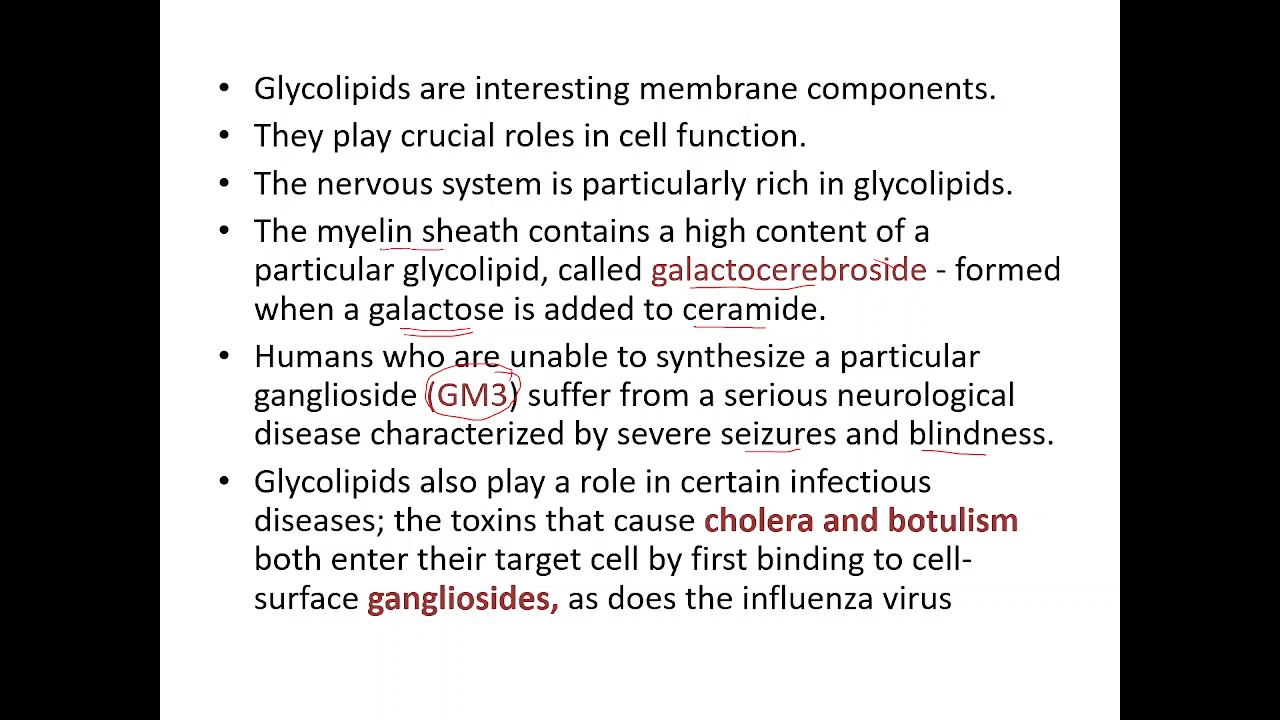 • Glycolipids are interesting membrane components.
• They play crucial roles in cell function.
• The nervous system is particularly rich in glycolipids.
• The myelin sheath contains a high content of a
particular glycolipid, called galactocerebroside - formed
when a galactose is added to ceramide.
• Humans who are unable to synthesize a particular
ganglioside (GM3) suffer from a serious neurological
disease characterized by severe seizures and blindness.
• Glycolipids also play a role in certain infectious
diseases; the toxins that cause cholera and botulism
both enter their target cell by first binding to cell-
surface gangliosides, as does the influenza virus